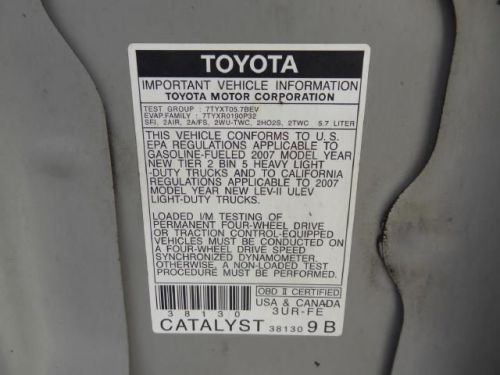 TOYOTA
IMPORTANT VEHICLE INFORMATION
TOYOTA MOTOR CORPORATION
TEST GROUP : 7TYXT05.7BEV
EVAP.FAMILY : 7TYXR0190P32
SFI, 2AIR, 2A/FS, 2WU-TWC, 2HO2S, 2TWC 5.7 LITER
THIS VEHICLE CONFORMS TO U.S.
EPA REGULATIONS APPLICABLE TO
GASOLINE-FUELED 2007 MODEL YEAR
NEW TIER 2 BIN 5 HEAVY LIGHT
-DUTY TRUCKS AND TO CALIFORNIA
REGULATIONS APPLICABLE TO 2007
MODEL YEAR NEW LEV-II ULEV
LIGHT-DUTY TRUCKS.
LOADED I/M TESTING OF
PERMANENT FOUR-WHEEL DRIVE
OR TRACTION CONTROL-EQUIPPED
VEHICLES MUST BE CONDUCTED ON
A FOUR-WHEEL DRIVE SPEED
SYNCHRONIZED DYNAMOMETER,
OTHERWISE, A NON-LOADED TEST
PROCEDURE MUST BE PERFORMED.
OBD II CERTIFIED
38130 USA & CANADA
3UR-FE
CATALYST 38130 9B